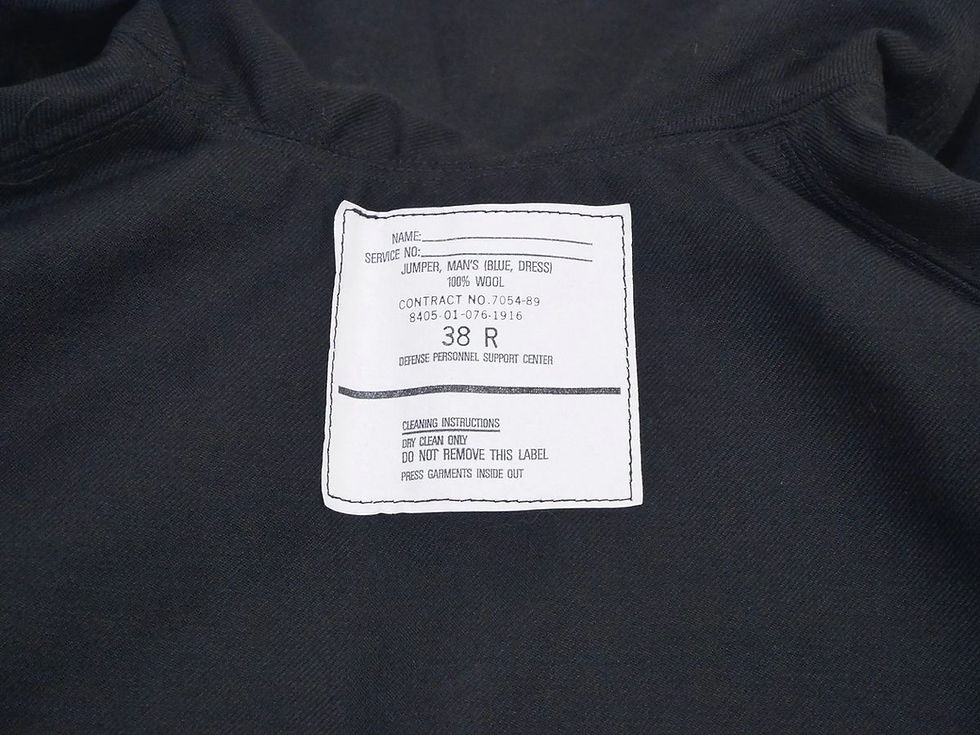 NAME:
SERVICE NO:
JUMPER, MAN'S (BLUE, DRESS)
100% WOOL
CONTRACT NO.7054-89
8405-01-076-1916
38 R
DEFENSE PERSONNEL SUPPORT CENTER
CLEANING INSTRUCTIONS
DRY CLEAN ONLY
DO NOT REMOVE THIS LABEL
PRESS GARMENTS INSIDE OUT